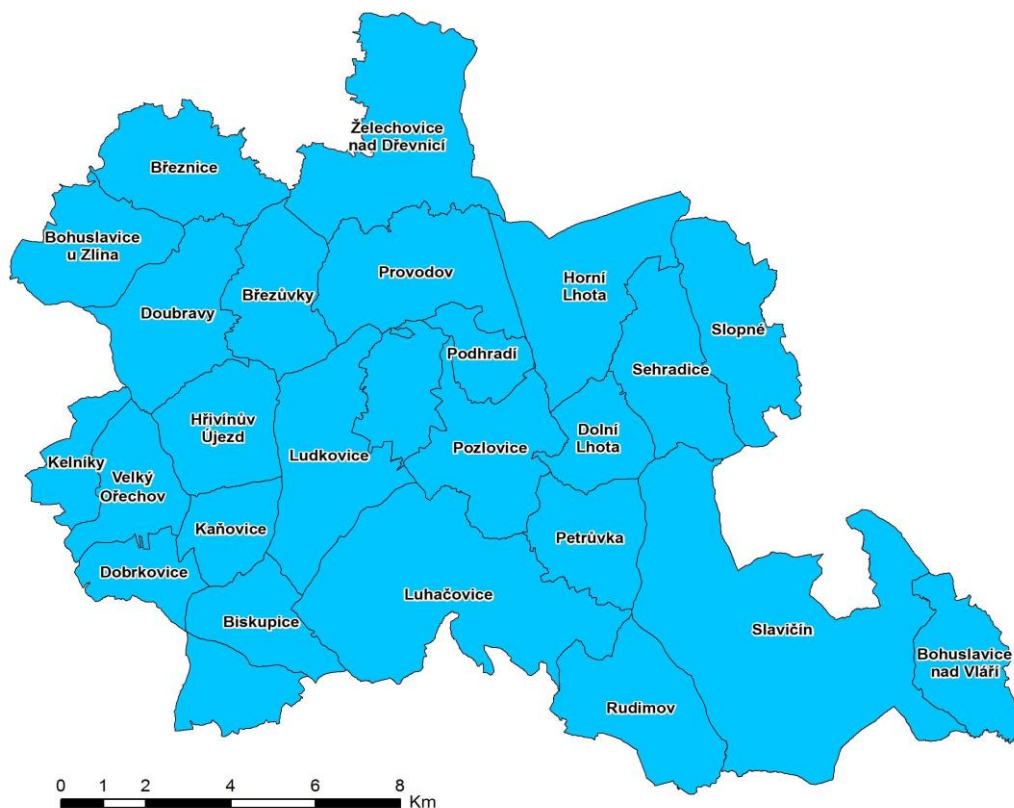 Želechovice
nad Dřevnicí
Březnice
Bohuslavice
u Zlína
Provodov
Horní
Lhota
Březůvky
Doubravy
Slopné
Podhradí
Sehradice
Hřivínův
Újezd
Dolní
Lhota
Ludkovice
Pozlovice
Kelníky
Velký
Ořechov
Kaňovice
Petrůvka
Dobrkovice
Luhačovice
Biskupice
Slavičín
Bohuslavice
nad Vláří
Rudimov
0 1 2 4 6 8
Km